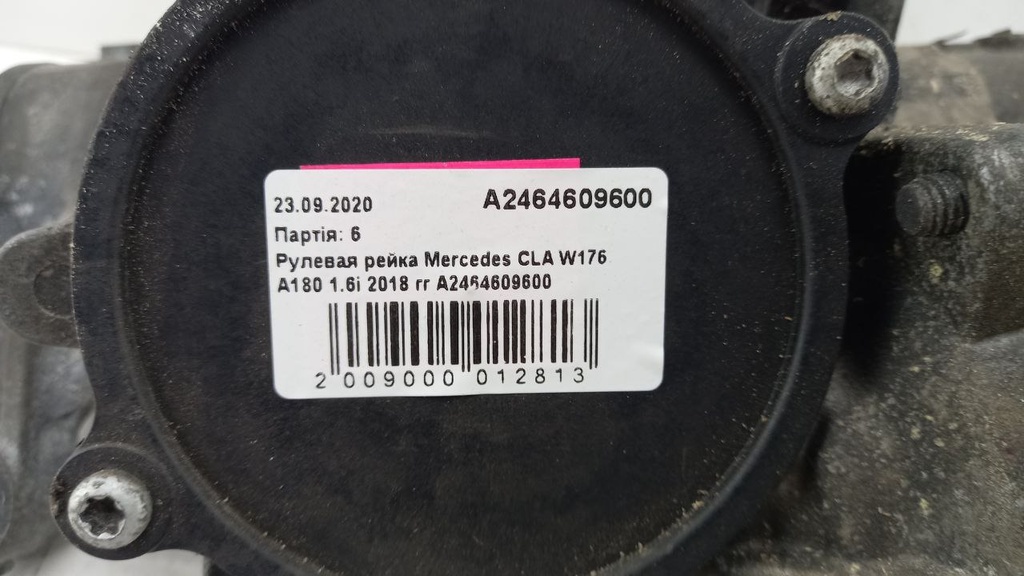 23.09.2020 A2464609600
Партія: 6
Рулевая рейка Mercedes CLA W176
A180 1.6i 2018 гг A2464609600
2 009000 012813